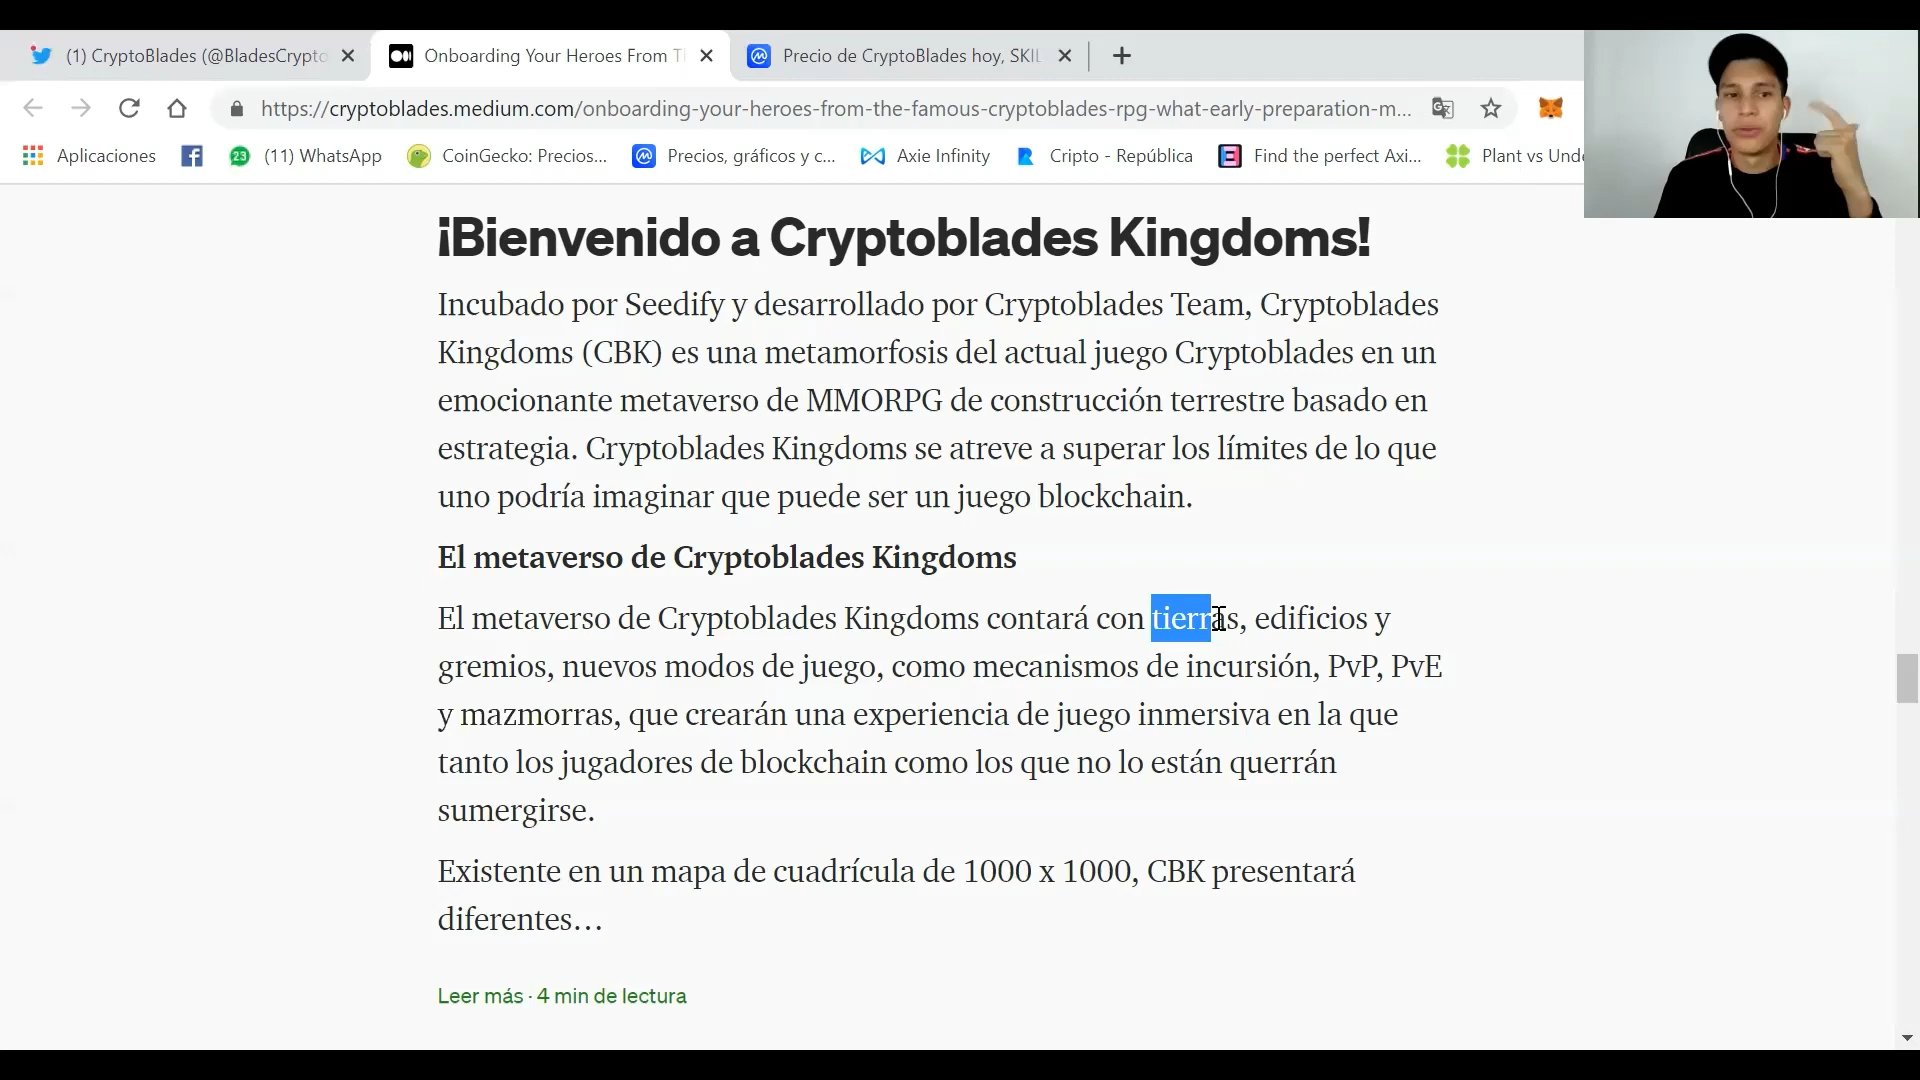 (1) CryptoBlades (@BladesCrypto
Onboarding Your Heroes From T
Precio de CryptoBlades hoy, SKIL
https://cryptoblades.medium.com/onboarding-your-heroes-from-the-famous-cryptoblades-rpg-what-early-preparation-m...
Aplicaciones
23
(11) WhatsApp
CoinGecko: Precios...
Precios, gráficos y c...
Axie Infinity
Cripto - República
Find the perfect Axi...
Plant vs Unde
¡Bienvenido a Cryptoblades Kingdoms!
Incubado por Seedify y desarrollado por Cryptoblades Team, Cryptoblades
Kingdoms (CBK) es una metamorfosis del actual juego Cryptoblades en un
emocionante metaverso de MMORPG de construcción terrestre basado en
estrategia. Cryptoblades Kingdoms se atreve a superar los límites de lo que
uno podría imaginar que puede ser un juego blockchain.
El metaverso de Cryptoblades Kingdoms
El metaverso de Cryptoblades Kingdoms contará con tierras, edificios y
gremios, nuevos modos de juego, como mecanismos de incursión, PvP, PvE
y mazmorras, que crearán una experiencia de juego inmersiva en la que
tanto los jugadores de blockchain como los que no lo están querrán
sumergirse.
Existente en un mapa de cuadrícula de 1000 x 1000, CBK presentará
diferentes…
Leer más · 4 min de lectura